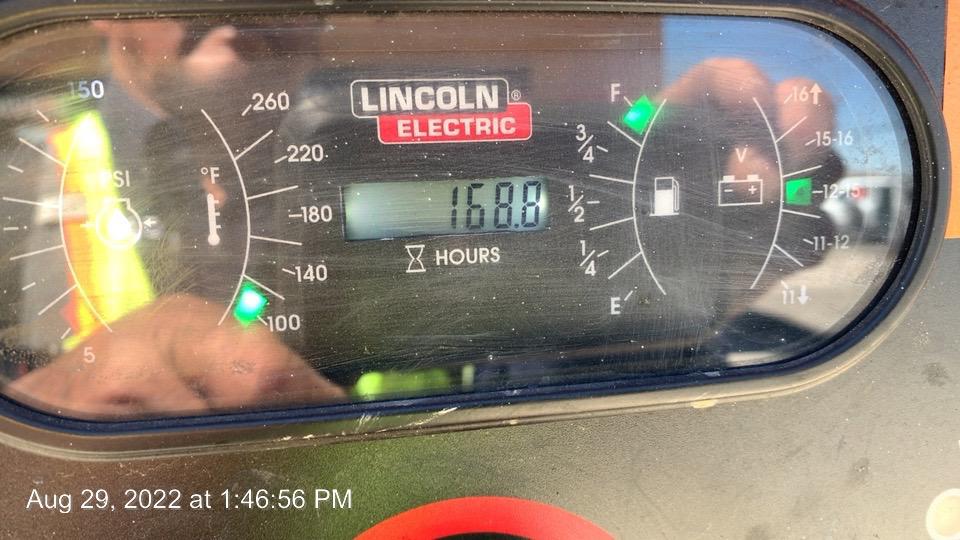 150
PSI
5
°F
260
220
180
140
100
LINCOLN®
ELECTRIC
168.8
HOURS
F
3/4
1/2
1/4
E
V
- +
16↑
15-16
12-15
11-12
11↓
Aug 29, 2022 at 1:46:56 PM